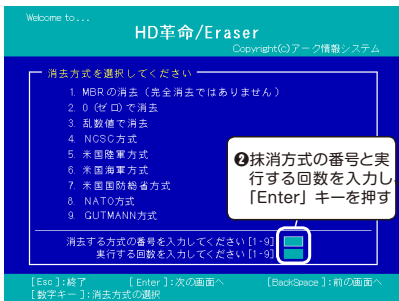 Welcome to...
HD革命/Eraser
Copyright(C)アーク情報システム
消去方式を選択してください
1. MBRの消去（完全消去ではありません）
2. 0（ゼロ）で消去
3. 乱数値で消去
4. NCSC方式
5. 米国陸軍方式
6. 米国海軍方式
7. 米国国防総省方式
8. NATO方式
9. GUTMANN方式
❷抹消方式の番号と実
行する回数を入力し、
「Enter」キーを押す
消去する方式の番号を入力してください[1-9]
実行する回数を入力してください[1-9]
[Esc]:終了 [Enter]:次の画面へ [BackSpace]:前の画面へ
[数字キー]:消去方式の選択